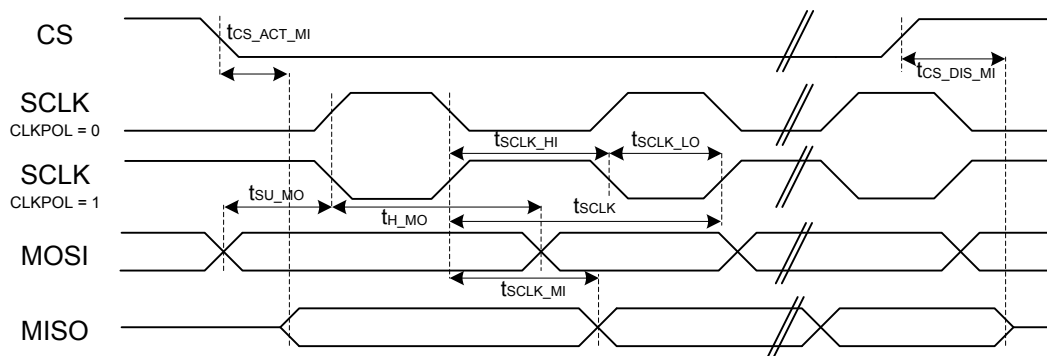 CS
tCS_ACT_MI
tCS_DIS_MI
SCLK
CLKPOL = 0
tSCLK_HI
tSCLK_LO
SCLK
CLKPOL = 1
tSU_MO
tH_MO
tSCLK
MOSI
tSCLK_MI
MISO